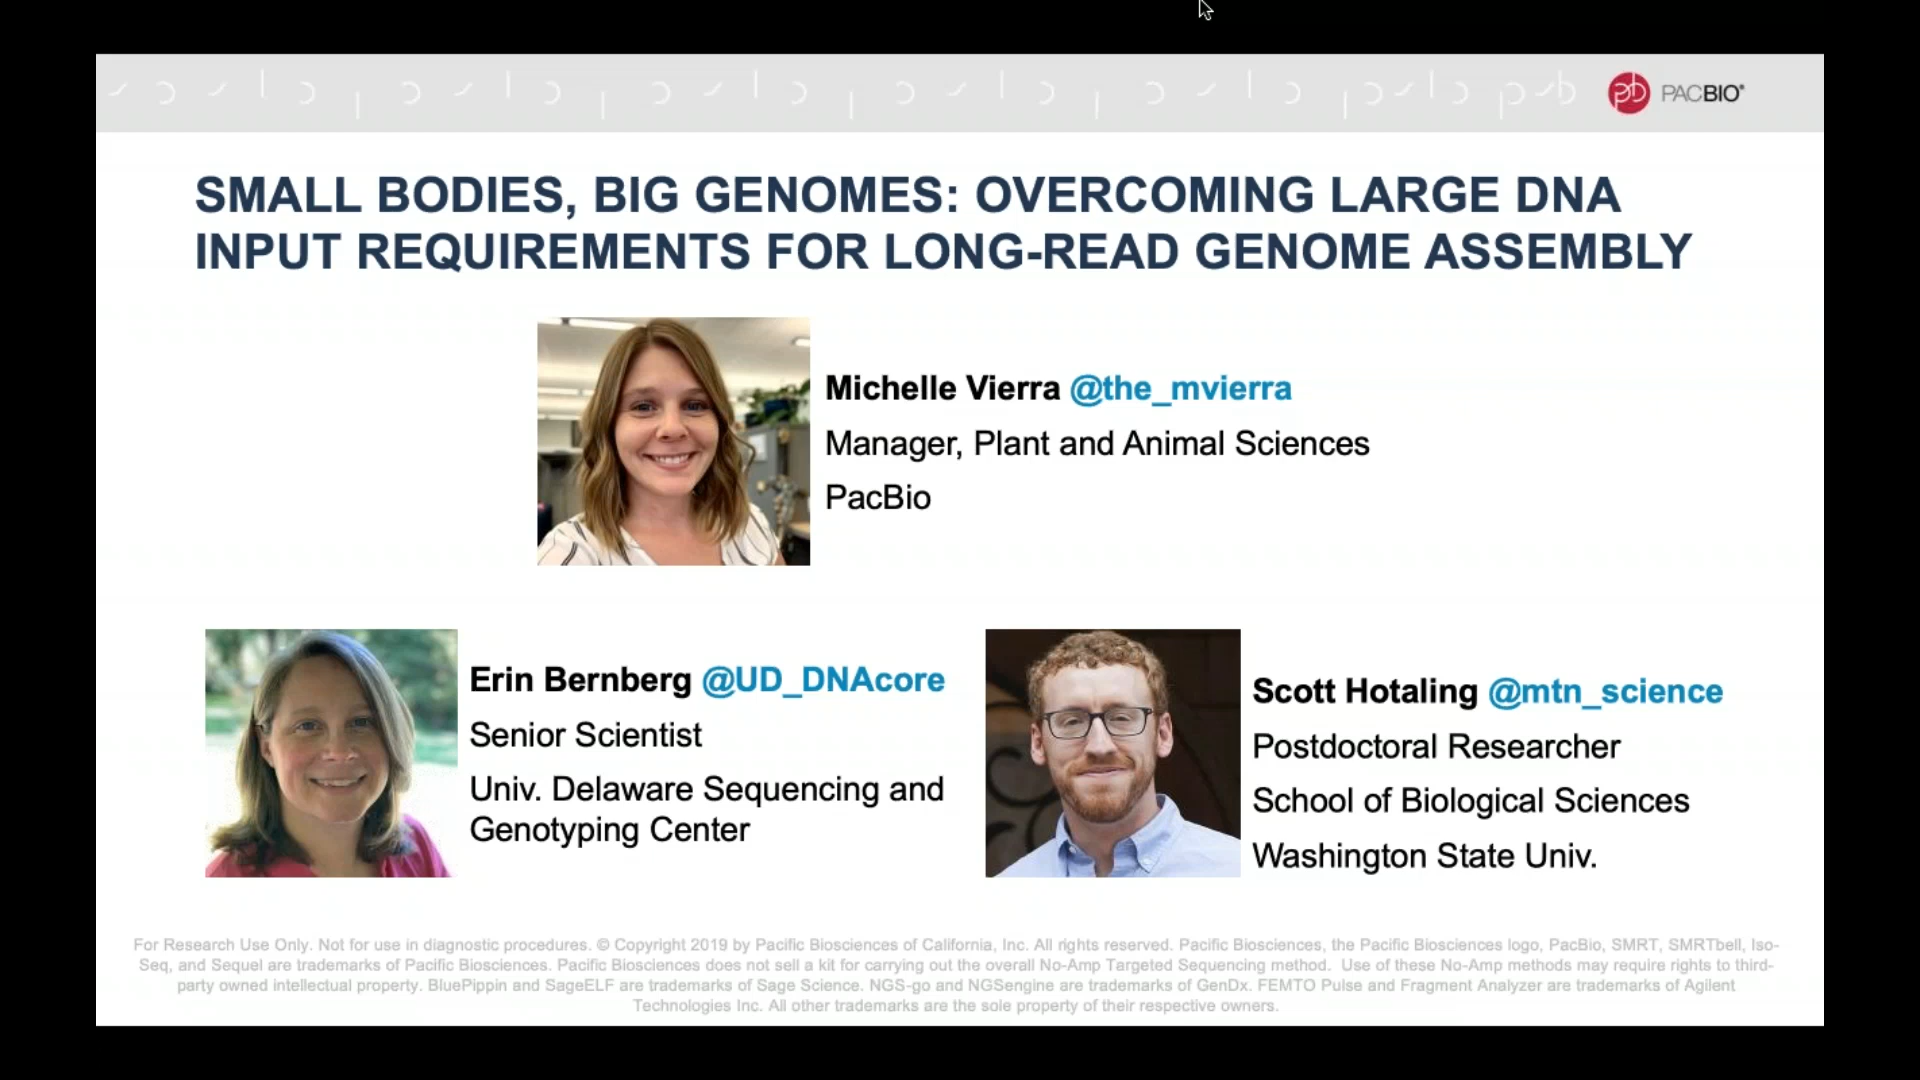 PACBIO®
SMALL BODIES, BIG GENOMES: OVERCOMING LARGE DNA
INPUT REQUIREMENTS FOR LONG-READ GENOME ASSEMBLY
Michelle Vierra @the_mvierra
Manager, Plant and Animal Sciences
PacBio
Erin Bernberg @UD_DNAcore
Senior Scientist
Univ. Delaware Sequencing and
Genotyping Center
Scott Hotaling @mtn_science
Postdoctoral Researcher
School of Biological Sciences
Washington State Univ.
For Research Use Only. Not for use in diagnostic procedures. © Copyright 2019 by Pacific Biosciences of California, Inc. All rights reserved. Pacific Biosciences, the Pacific Biosciences logo, PacBio, SMRT, SMRTbell, Iso-
Seq, and Sequel are trademarks of Pacific Biosciences. Pacific Biosciences does not sell a kit for carrying out the overall No-Amp Targeted Sequencing method. Use of these No-Amp methods may require rights to third-
party owned intellectual property. BluePippin and SageELF are trademarks of Sage Science. NGS-go and NGSengine are trademarks of GenDx. FEMTO Pulse and Fragment Analyzer are trademarks of Agilent
Technologies Inc. All other trademarks are the sole property of their respective owners.